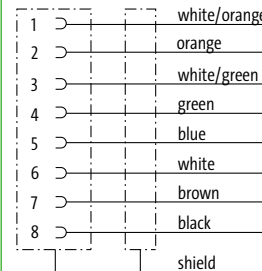 1 white/orange
2 orange
3 white/green
4 green
5 blue
6 white
7 brown
8 black
shield